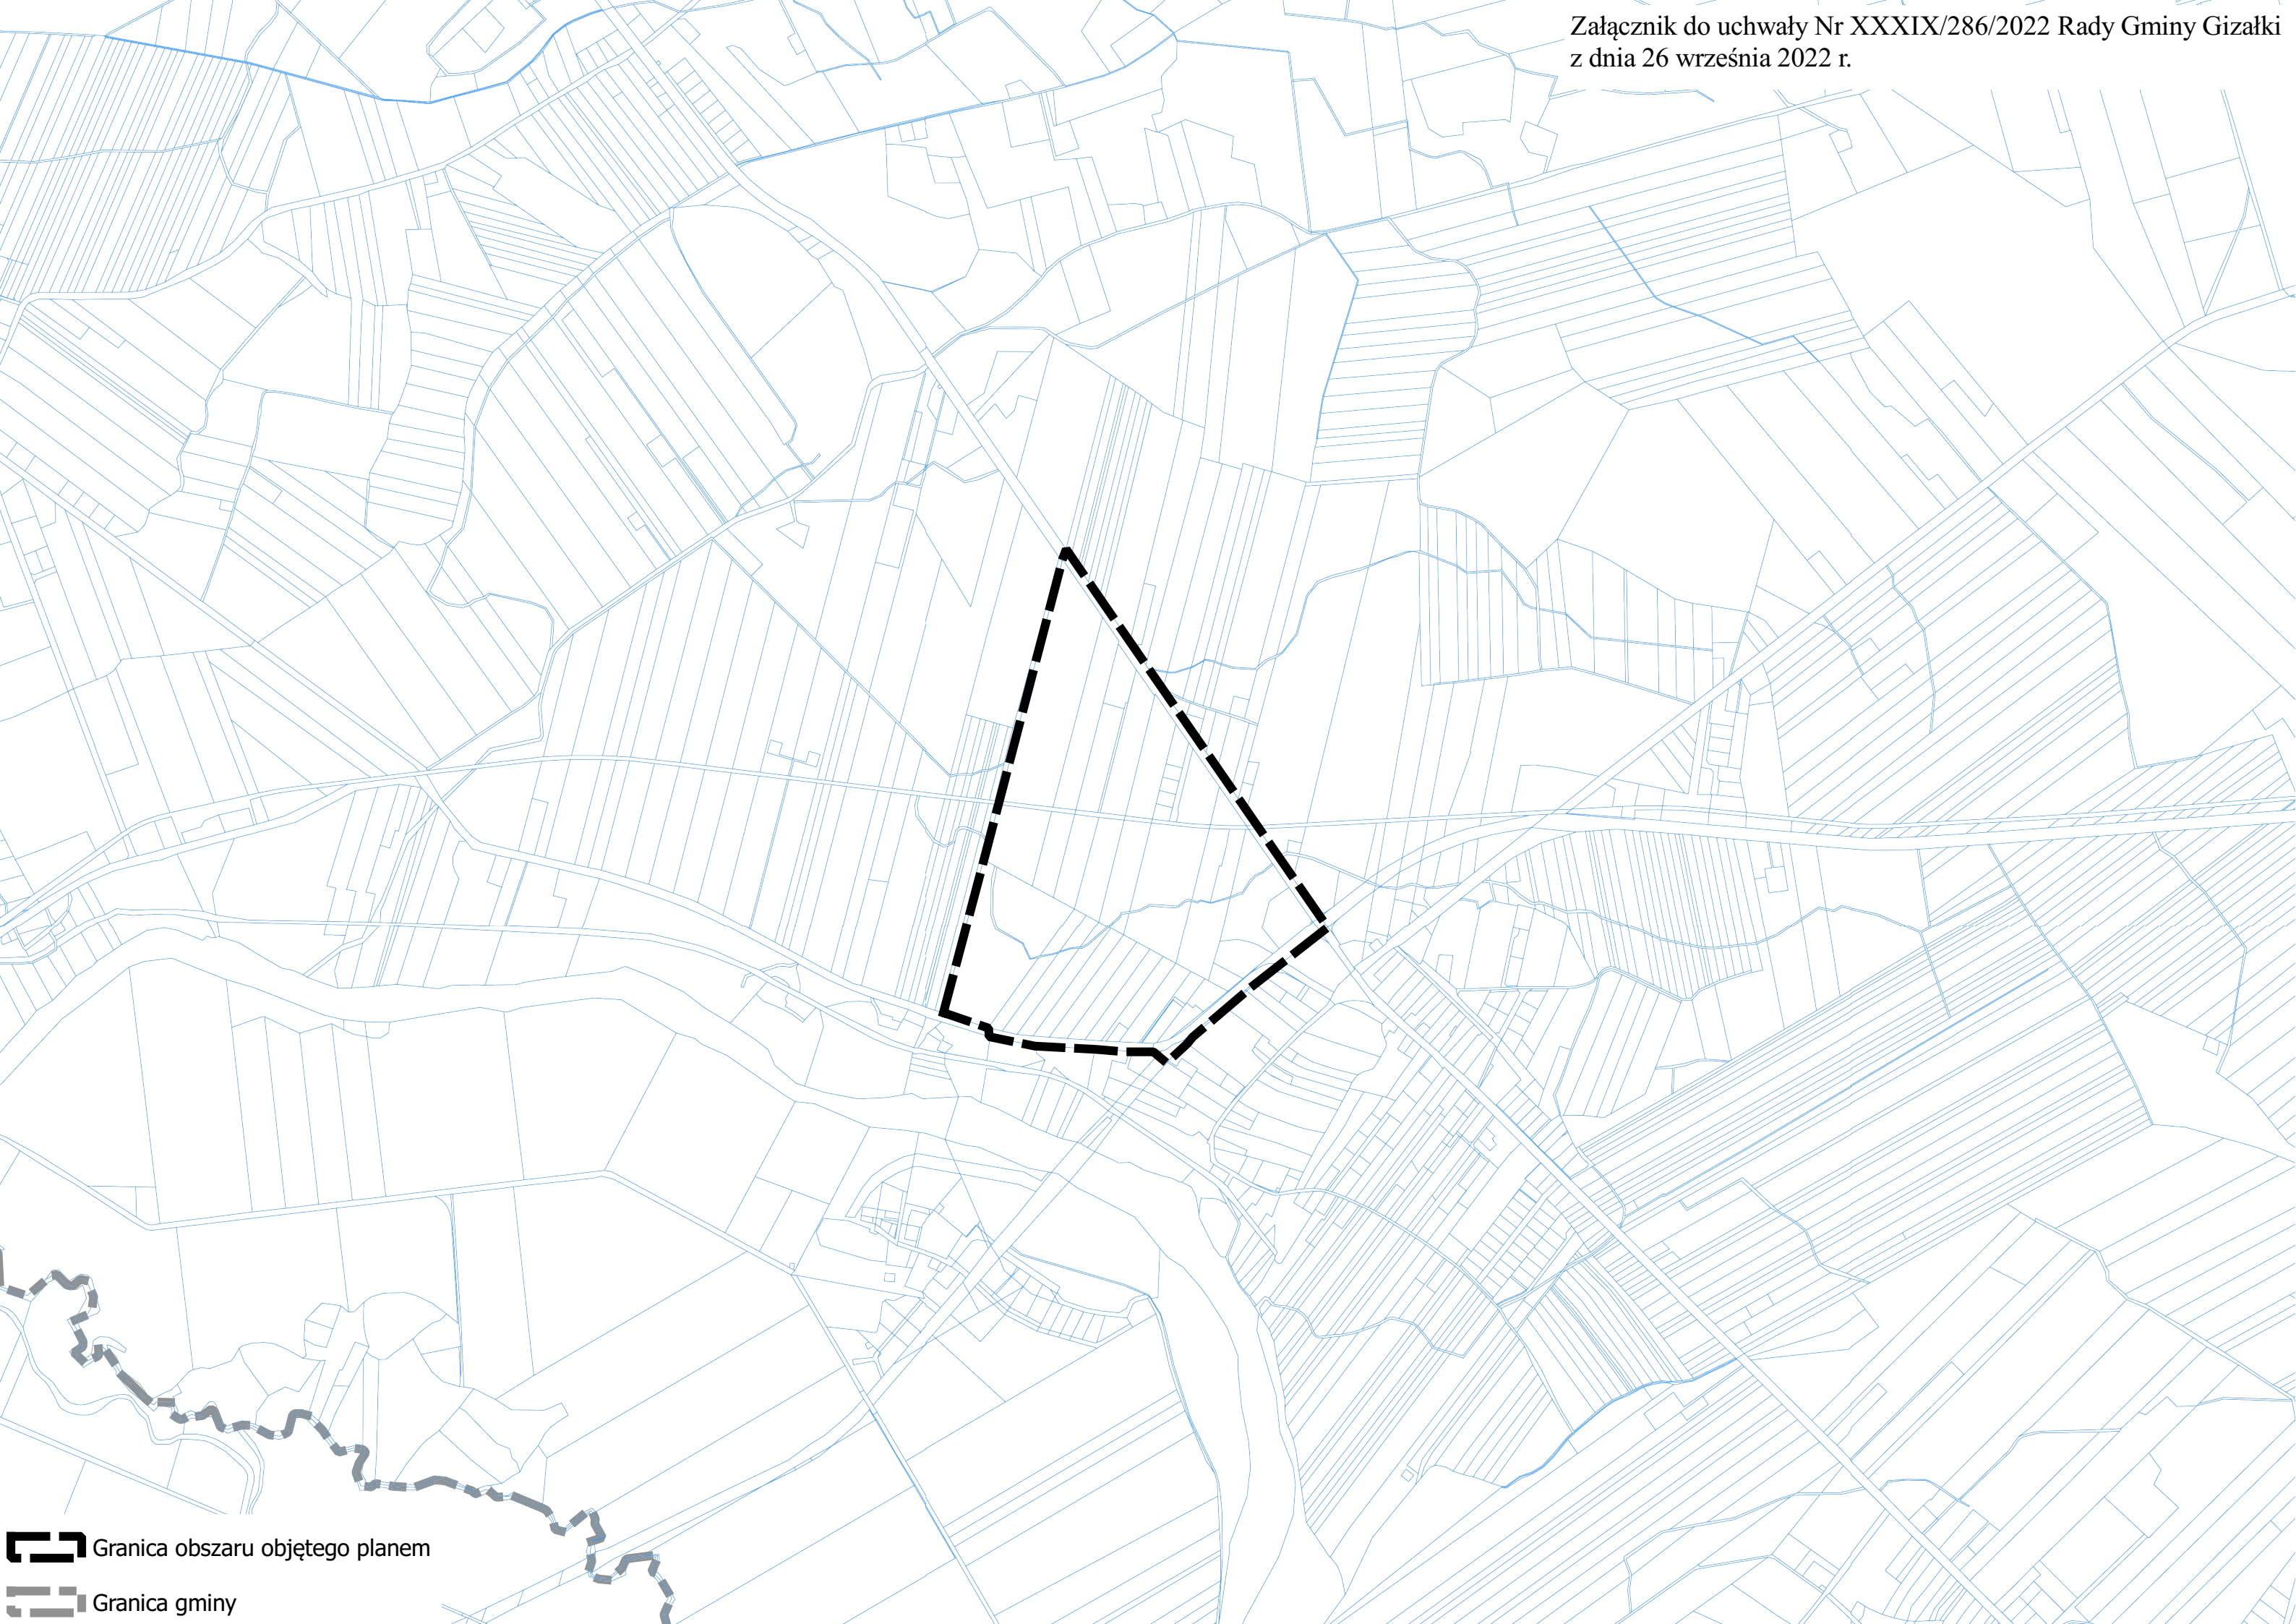 Załącznik do uchwały Nr XXXIX/286/2022 Rady Gminy Gizałki
z dnia 26 września 2022 r.
Granica obszaru objętego planem
Granica gminy